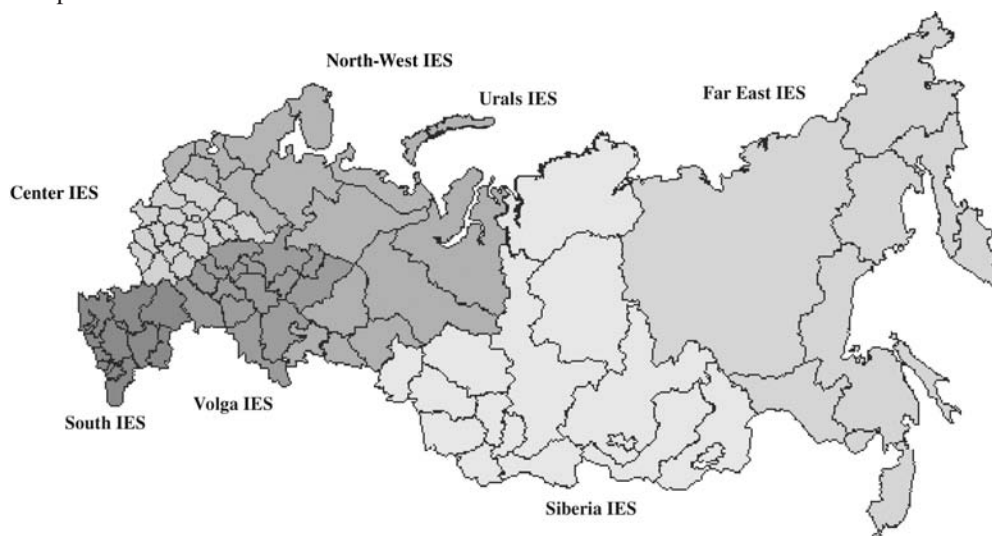 North-West IES
Urals IES
Far East IES
Center IES
Volga IES
South IES
Siberia IES